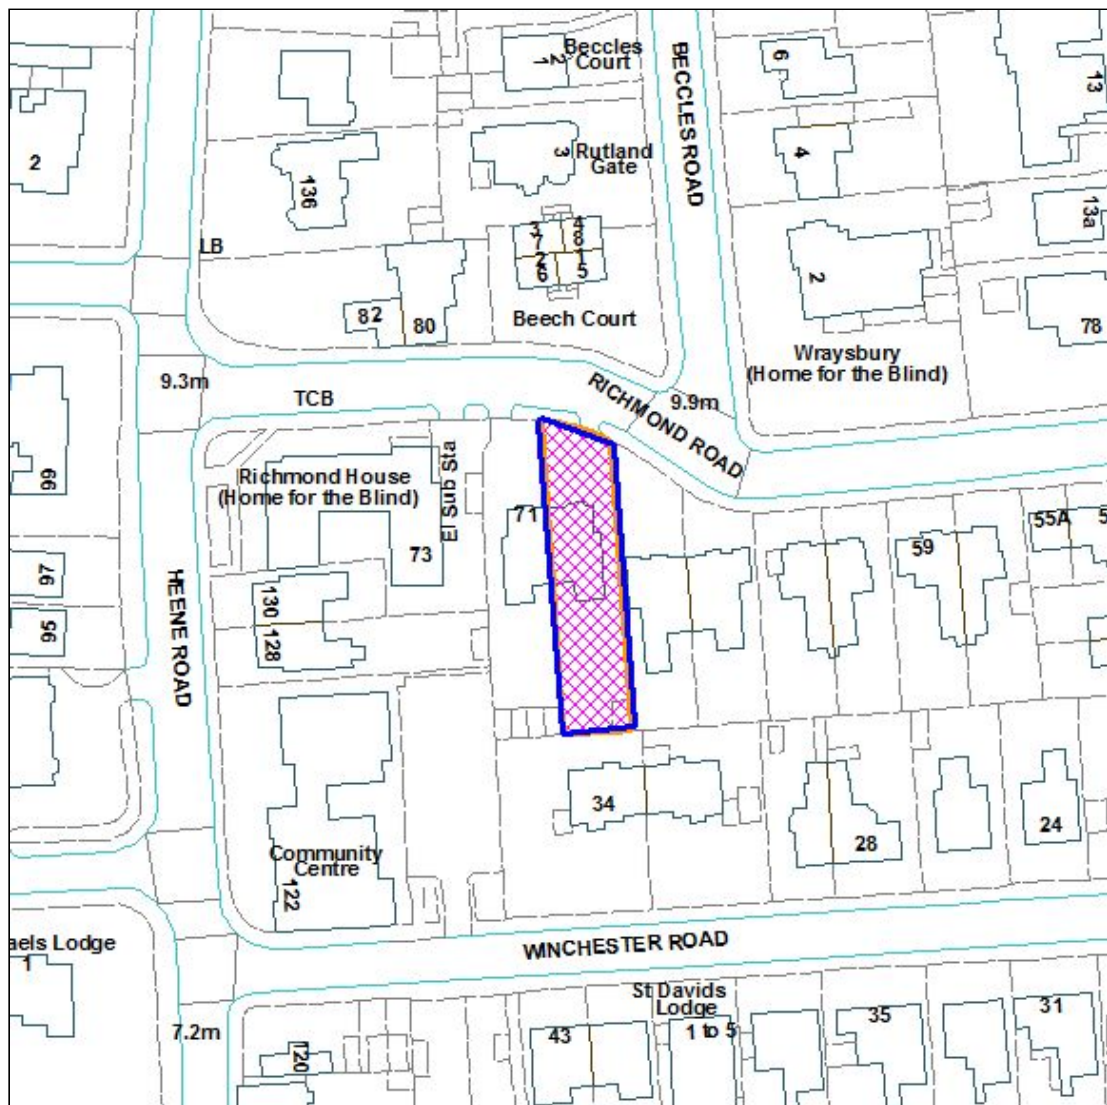 Beccles
Court
1
2
BECCLES ROAD
6
13
2
136
3
Rutland
Gate
4
13a
LB
3
4
7
8
2
1
6
5
2
82
80
Beech Court
78
Wraysbury
(Home for the Blind)
9.3m
TCB
RICHMOND ROAD
9.9m
Richmond House
(Home for the Blind)
El Sub Sta
71
73
59
55A
5
99
97
95
HEENE ROAD
130
128
34
28
24
Community
Centre
122
WINCHESTER ROAD
aels Lodge
1
7.2m
120
St Davids
Lodge
43
1 to 5
35
31